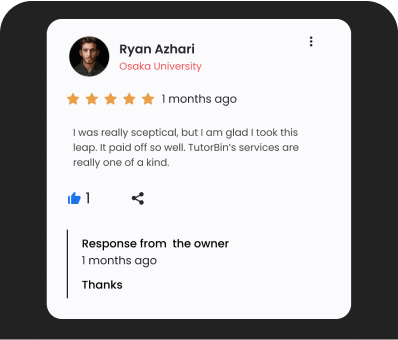 Ryan Azhari
Osaka University
1 months ago
I was really sceptical, but I am glad I took this
leap. It paid off so well. TutorBin's services are
really one of a kind.
1
Response from the owner
1 months ago
Thanks